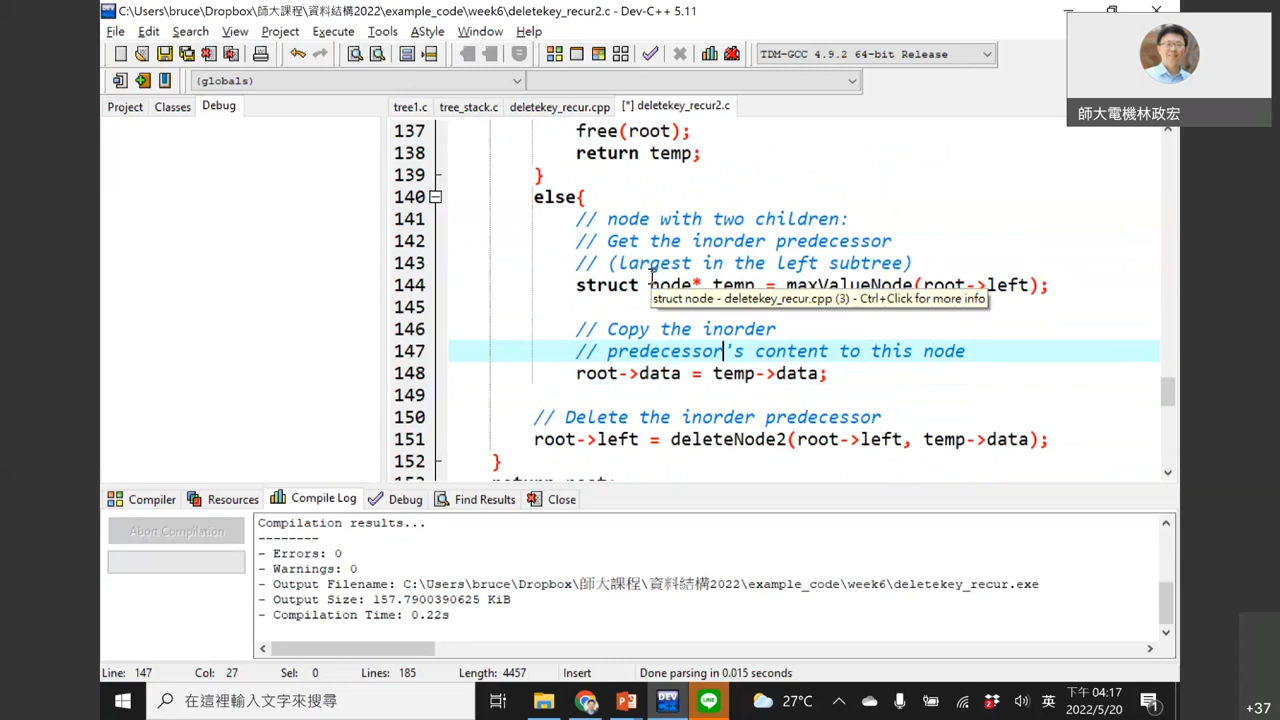 C:\Users\bruce\Dropbox\師大課程\資料結構2022\example_code\week6\deletekey_recur2.c - Dev-C++ 5.11
File Edit Search View Project Execute Tools AStyle Window Help
TDM-GCC 4.9.2 64-bit Release
(globals)
師大電機林政宏
Project Classes Debug
tree1.c tree_stack.c deletekey_recur.cpp [*] deletekey_recur2.c
137 free(root);
138 return temp;
139 }
140 else{
141 // node with two children:
142 // Get the inorder predecessor
143 // (largest in the left subtree)
144 struct node* temp = maxValueNode(root->left);
struct node - deletekey_recur.cpp (3) - Ctrl+Click for more info
146 // Copy the inorder
147 // predecessor's content to this node
148 root->data = temp->data;
149
150 // Delete the inorder predecessor
151 root->left = deleteNode2(root->left, temp->data);
152 }
Compiler Resources Compile Log Debug Find Results Close
Abort Compilation
Compilation results...
--------
- Errors: 0
- Warnings: 0
- Output Filename: C:\Users\bruce\Dropbox\師大課程\資料結構2022\example_code\week6\deletekey_recur.exe
- Output Size: 157.7900390625 KiB
- Compilation Time: 0.22s
Line: 147 Col: 27 Sel: 0 Lines: 185 Length: 4457 Insert Done parsing in 0.015 seconds
在這裡輸入文字來搜尋
DEV
27°C
英
下午 04:17
2022/5/20
1
+37